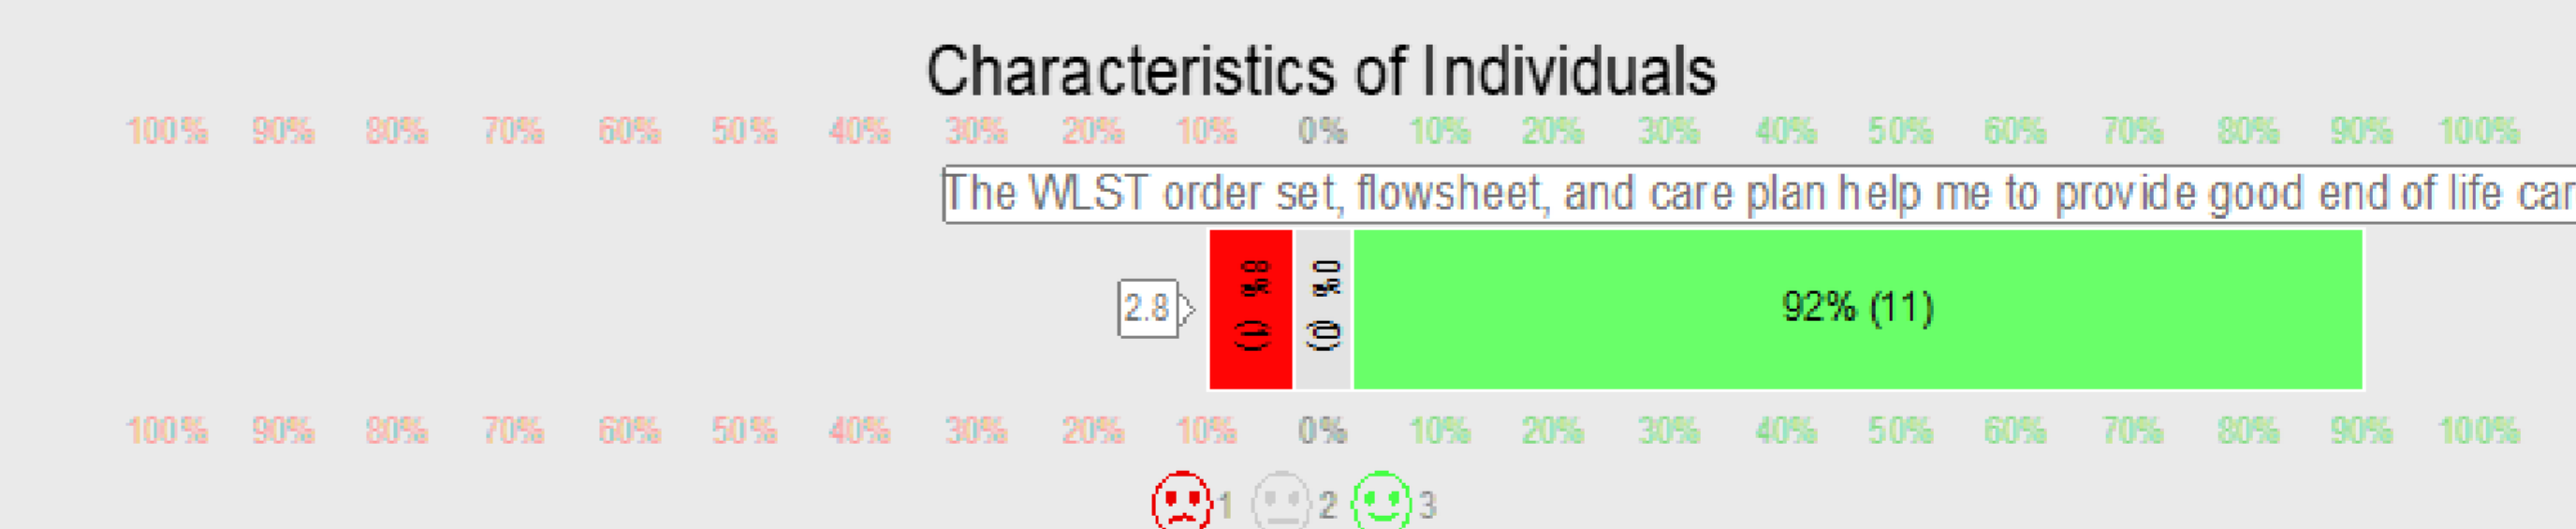 Characteristics of Individuals
100% 90% 80% 70% 60% 50% 40% 30% 20% 10% 0% 10% 20% 30% 40% 50% 60% 70% 80% 90% 100%
The WLST order set, flowsheet, and care plan help me to provide good end of life car
2.8 8% (1) 0% (0) 92% (11)
100% 90% 80% 70% 60% 50% 40% 30% 20% 10% 0% 10% 20% 30% 40% 50% 60% 70% 80% 90% 100%
1 2 3